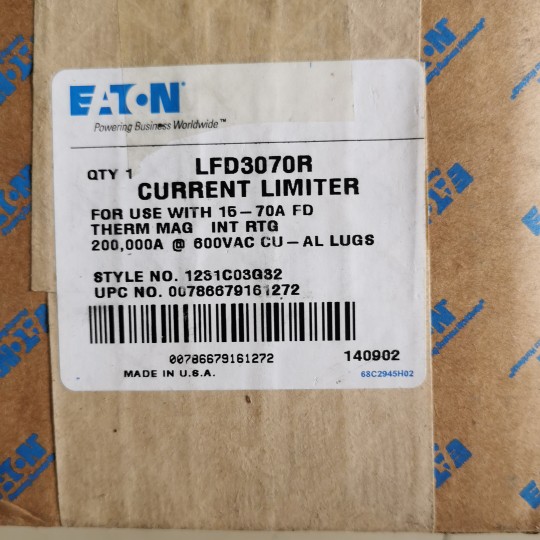 EATON
Powering Business Worldwide™
QTY 1 LFD3070R
CURRENT LIMITER
FOR USE WITH 15-70A FD
THERM MAG INT RTG
200,000A @ 600VAC CU-AL LUGS
STYLE NO. 1231C03G32
UPC NO. 00786679161272
00786679161272 140902
MADE IN U.S.A. 68C2945H02